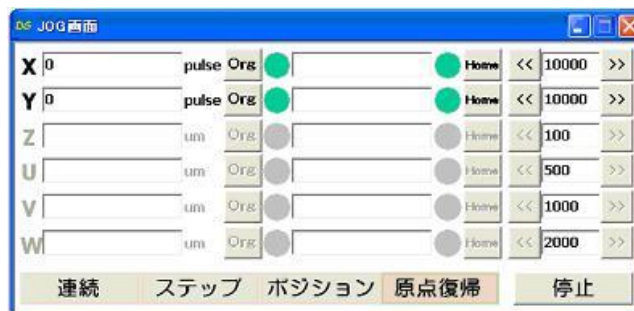 DS JOG画面
X 0 pulse Org Home << 10000 >>
Y 0 pulse Org Home << 10000 >>
Z um Org << 100 >>
U um Org Home << 500 >>
V um Org Home << 1000 >>
W um Org Home << 2000 >>
連続 ステップ ポジション 原点復帰 停止